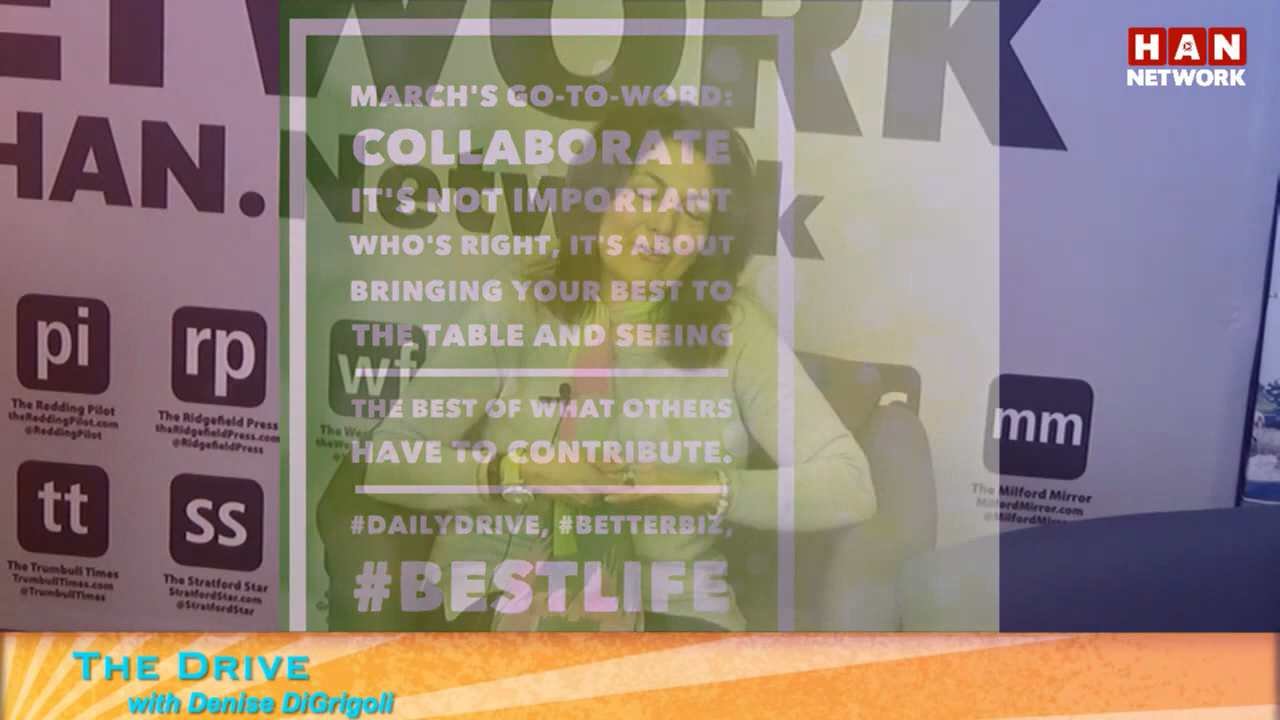 ETWORK
HAN
NETWORK
HAN.Network
MARCH'S GO-TO-WORD:
COLLABORATE
IT'S NOT IMPORTANT
WHO'S RIGHT, IT'S ABOUT
BRINGING YOUR BEST TO
THE TABLE AND SEEING
THE BEST OF WHAT OTHERS
HAVE TO CONTRIBUTE.
#DAILYDRIVE, #BETTERBIZ,
#BESTLIFE
pi
The Redding Pilot
theReddingPilot.com
@ReddingPilot
rp
The Ridgefield Press
theRidgefieldPress.com
@RidgefieldPress
wf
mm
The Milford Mirror
MilfordMirror.com
tt
The Trumbull Times
TrumbullTimes.com
@TrumbullTimes
ss
The Stratford Star
StratfordStar.com
@StratfordStar
THE DRIVE
with Denise DiGrigoli